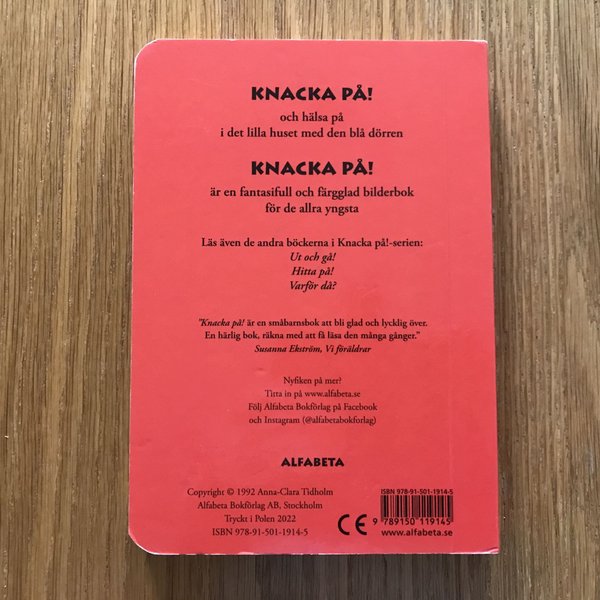 KNACKA PÅ!
och hälsa på
i det lilla huset med den blå dörren
KNACKA PÅ!
är en fantasifull och färgglad bilderbok
för de allra yngsta
Läs även de andra böckerna i Knacka på!-serien:
Ut och gå!
Hitta på!
Varför då?
"Knacka på! är en småbarnsbok att bli glad och lycklig över.
En härlig bok, räkna med att få läsa den många gånger."
Susanna Ekström, Vi föräldrar
Nyfiken på mer?
Titta in på www.alfabeta.se
Följ Alfabeta Bokförlag på Facebook
och Instagram (@alfabetabokforlag)
ALFABETA
Copyright © 1992 Anna-Clara Tidholm
Alfabeta Bokförlag AB, Stockholm
Tryckt i Polen 2022
ISBN 978-91-501-1914-5
CE
ISBN 978-91-501-1914-5
9 789150 119145
www.alfabeta.se